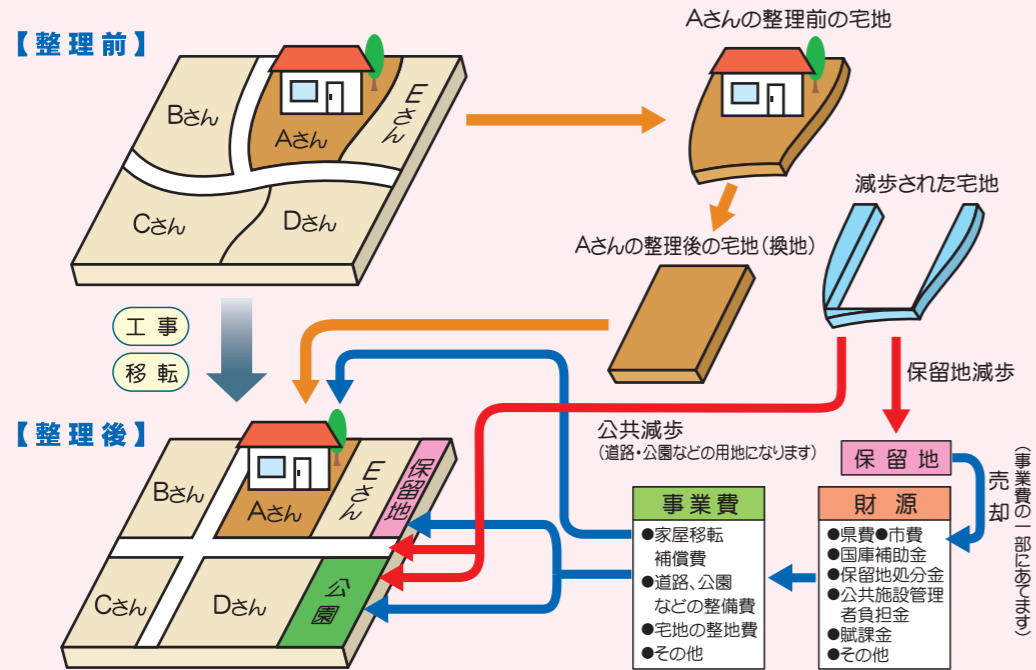 【整理前】
Bさん
Aさん
Eさん
Cさん
Dさん
Aさんの整理前の宅地
減歩された宅地
Aさんの整理後の宅地(換地)
工事
移転
保留地減歩
公共減歩
(道路・公園などの用地になります)
【整理後】
Bさん
Aさん
Eさん
保留地
Cさん
Dさん
公園
保留地
売却
(事業費の一部にあてます)
事業費
●家屋移転
補償費
●道路、公園
などの整備費
●宅地の整地費
●その他
財源
●県費●市費
●国庫補助金
●保留地処分金
●公共施設管理
者負担金
●賦課金
●その他